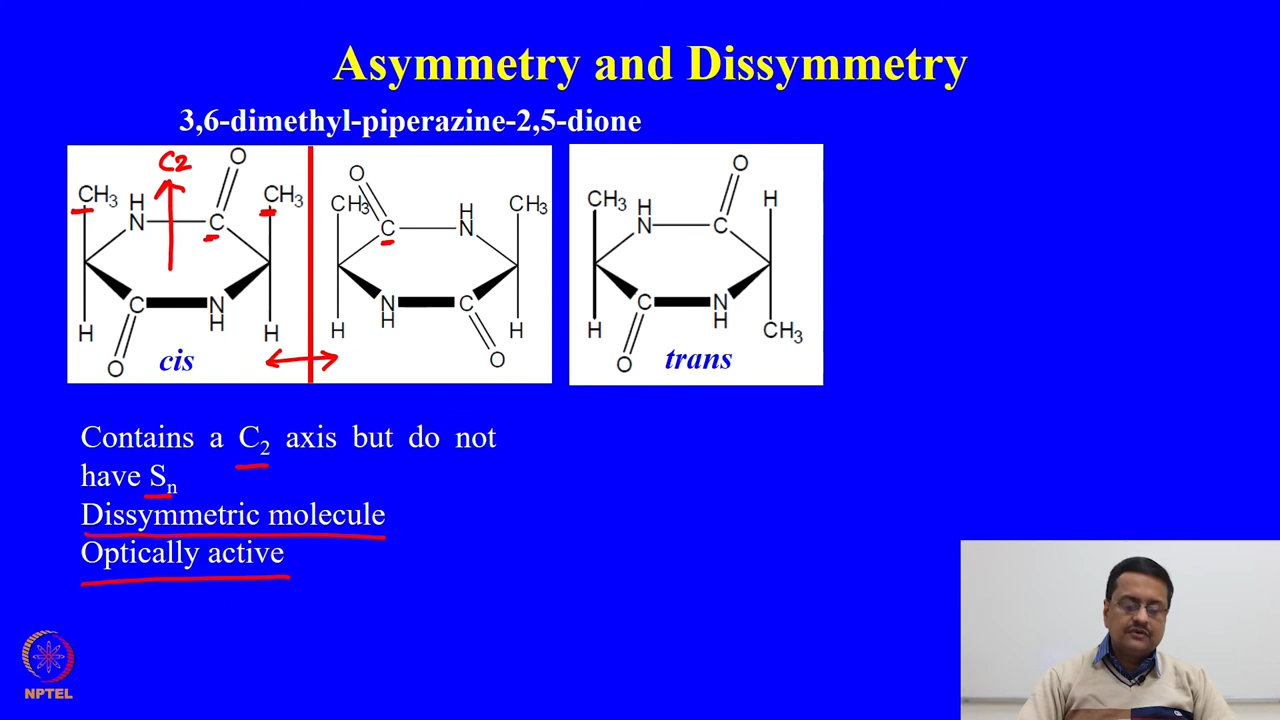 Asymmetry and Dissymmetry
3,6-dimethyl-piperazine-2,5-dione
C2
CH3
H
N
C
O
CH3
H
C
O
N
H
H
cis
O
CH3
C
H
N
CH3
H
N
H
C
O
H
CH3
H
N
C
O
H
H
C
O
N
H
CH3
trans
Contains a C2 axis but do not
have Sn
Dissymmetric molecule
Optically active
NPTEL